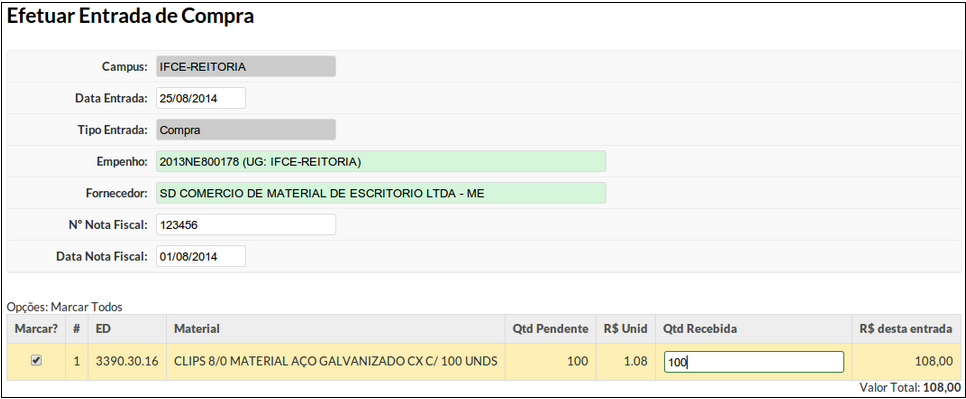 Efetuar Entrada de Compra
Campus: IFCE-REITORIA
Data Entrada: 25/08/2014
Tipo Entrada: Compra
Empenho: 2013NE800178 (UG: IFCE-REITORIA)
Fornecedor: SD COMERCIO DE MATERIAL DE ESCRITORIO LTDA - ME
Nº Nota Fiscal: 123456
Data Nota Fiscal: 01/08/2014
Opções: Marcar Todos
Marcar? # ED Material Qtd Pendente R$ Unid Qtd Recebida R$ desta entrada
1 3390.30.16 CLIPS 8/0 MATERIAL AÇO GALVANIZADO CX C/ 100 UNDS 100 1.08 100 108,00
Valor Total: 108,00